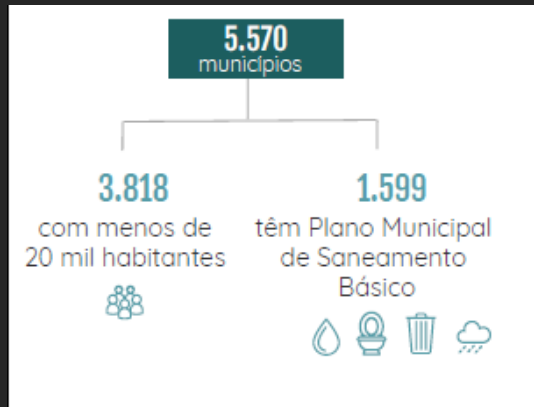 5.570
municípios
3.818
com menos de
20 mil habitantes
1.599
têm Plano Municipal
de Saneamento
Básico